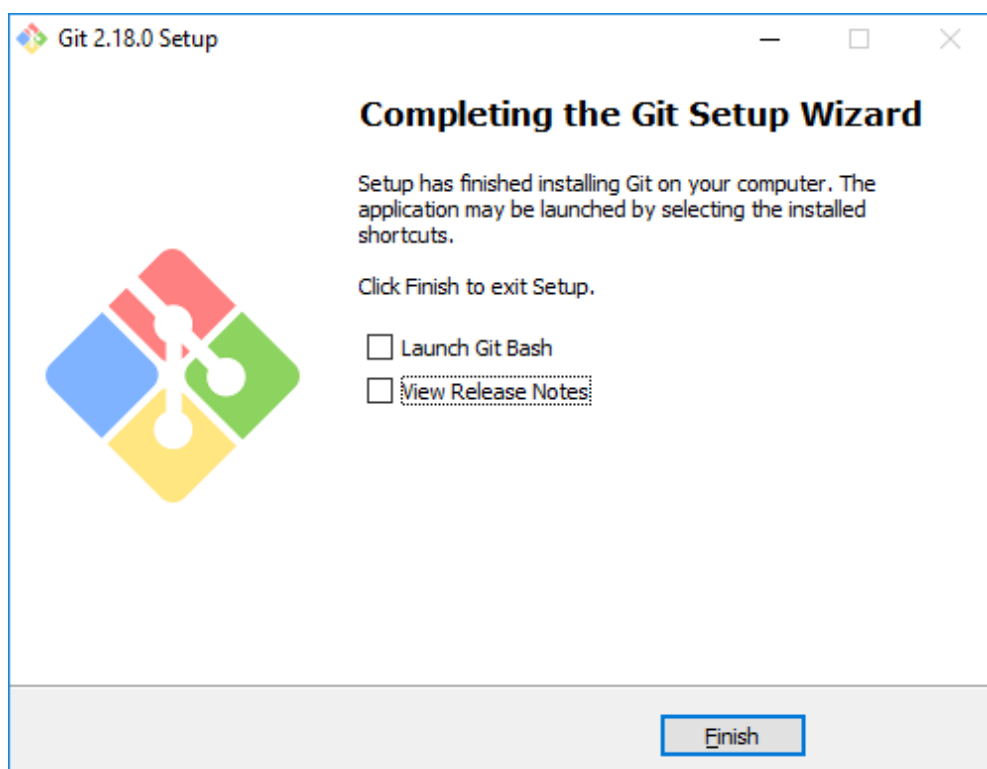 Git 2.18.0 Setup
Completing the Git Setup Wizard
Setup has finished installing Git on your computer. The
application may be launched by selecting the installed
shortcuts.
Click Finish to exit Setup.
Launch Git Bash
View Release Notes
Finish